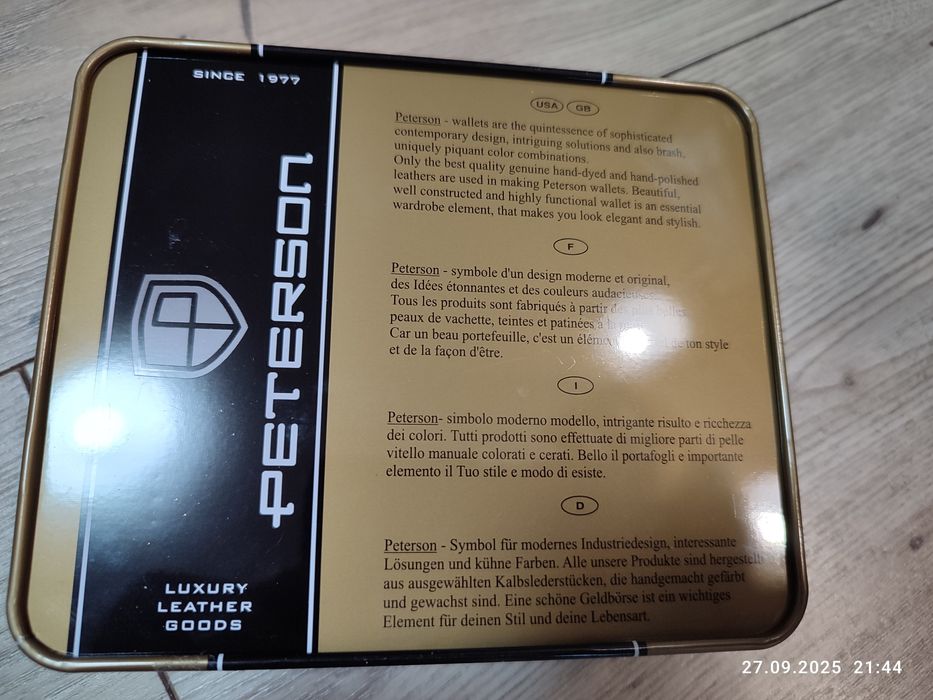 SINCE 1977
PETERSON
LUXURY
LEATHER
GOODS
USA GB
Peterson - wallets are the quintessence of sophisticated
contemporary design, intriguing solutions and also brash,
uniquely piquant color combinations.
Only the best quality genuine hand-dyed and hand-polished
leathers are used in making Peterson wallets. Beautiful,
well constructed and highly functional wallet is an essential
wardrobe element, that makes you look elegant and stylish.
F
Peterson - symbole d'un design moderne et original,
des Idées étonnantes et des couleurs audacieuses.
Tous les produits sont fabriqués à partir des plus belles
peaux de vachette, teintes et patinées à la
Car un beau portefeuille, c'est un élément de ton style
et de la façon d'être.
I
Peterson- simbolo moderno modello, intrigante risulto e ricchezza
dei colori. Tutti prodotti sono effettuate di migliore parti di pelle
vitello manuale colorati e cerati. Bello il portafogli e importante
elemento il Tuo stile e modo di esiste.
D
Peterson - Symbol für modernes Industriedesign, interessante
Lösungen und kühne Farben. Alle unsere Produkte sind hergestellt
aus ausgewählten Kalbslederstücken, die handgemacht gefärbt
und gewachst sind. Eine schöne Geldbörse ist ein wichtiges
Element für deinen Stil und deine Lebensart.
27.09.2025 21:44